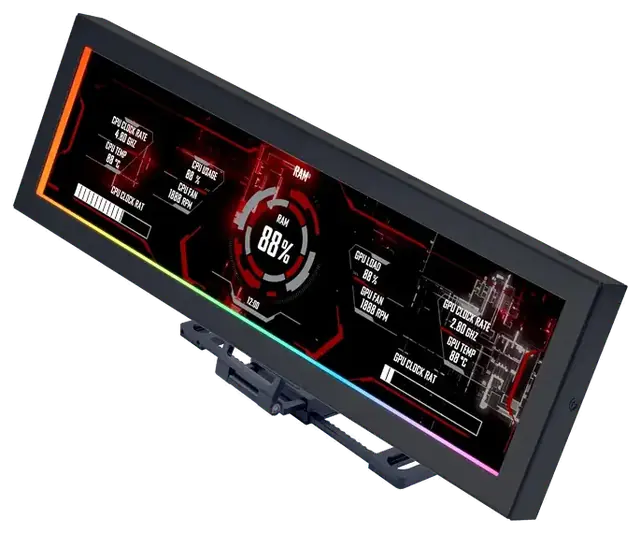 CPU CLOCK RATE
4.80 GHZ
CPU TEMP
88 °C
CPU CLOCK RAT
CPU USAGE
88 %
CPU FAN
1888 RPM
RAM
RAM
88%
12:00
GPU LOAD
88 %
GPU FAN
1888 RPM
GPU CLOCK RATE
2.80 GHZ
GPU TEMP
88 °C
GPU CLOCK RAT